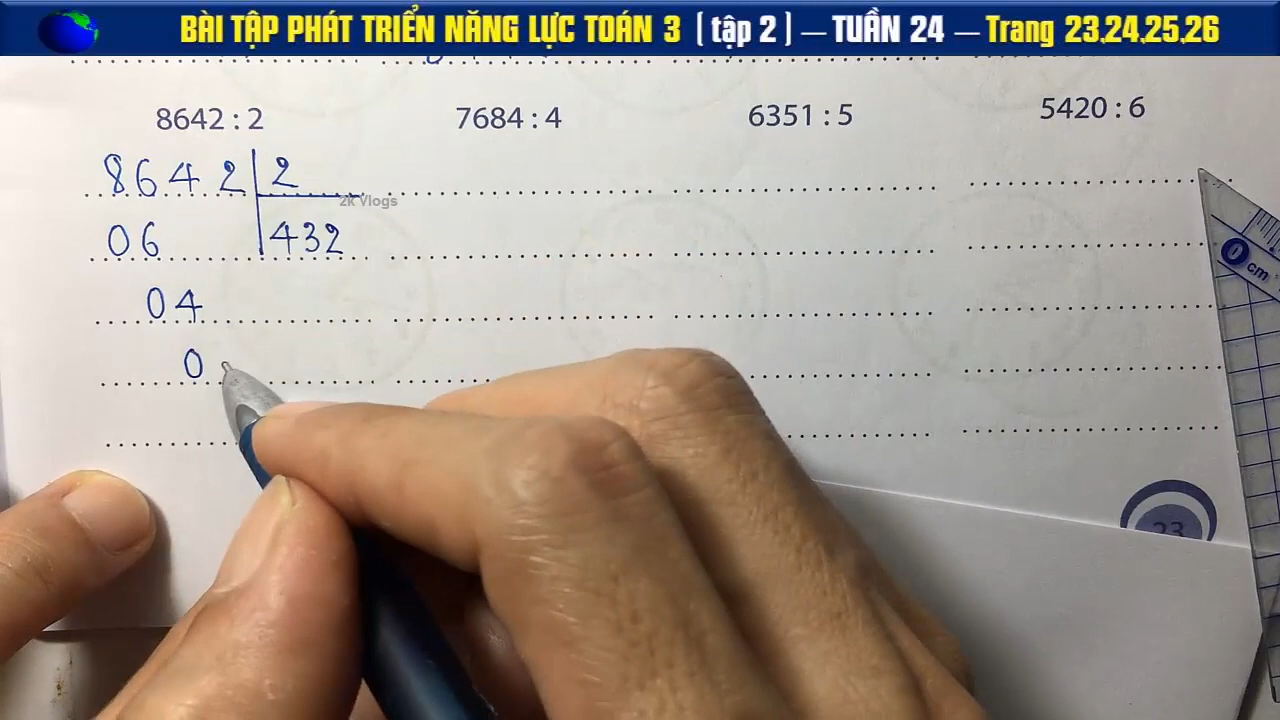 BÀI TẬP PHÁT TRIỂN NĂNG LỰC TOÁN 3 ( tập 2 ) – TUẦN 24 – Trang 23,24,25,26
8642 : 2 7684 : 4 6351 : 5 5420 : 6
8642 2
2k Vlogs
06 432
04
0
0 cm
23